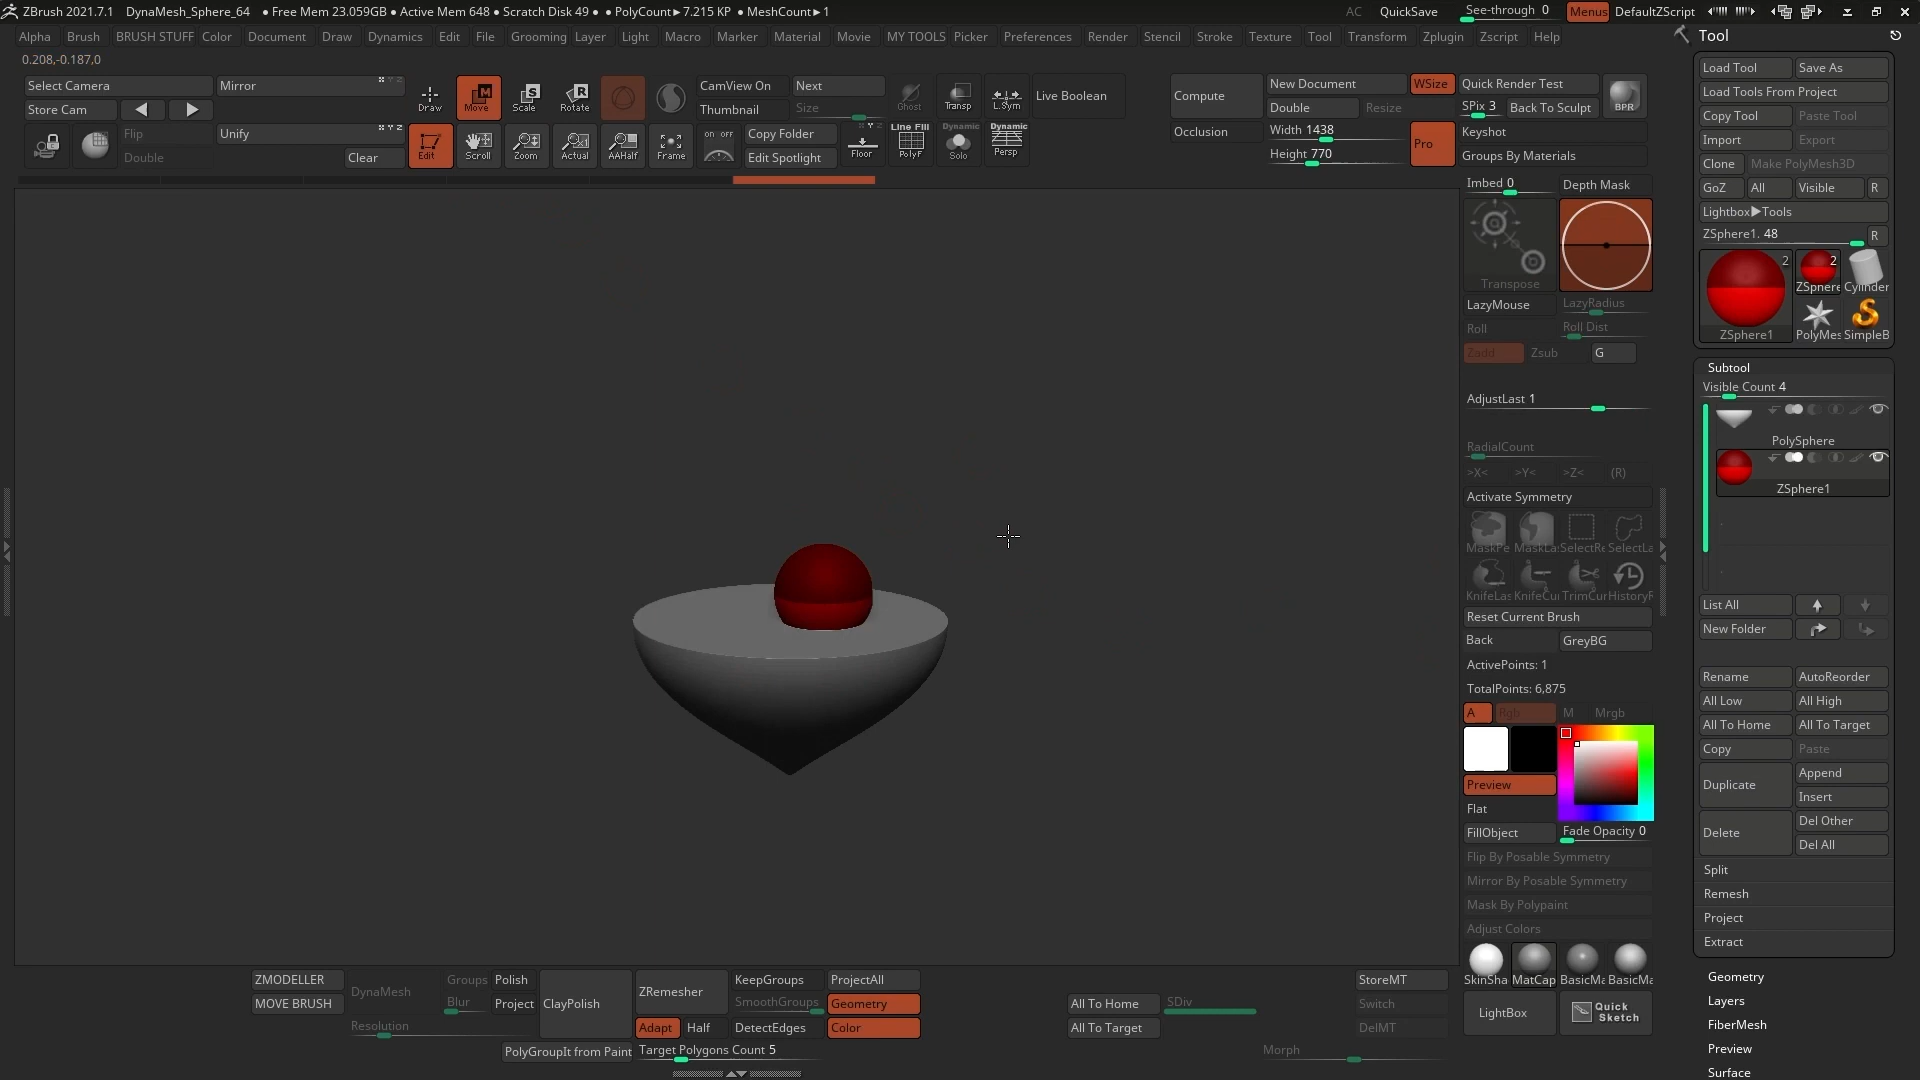 ZBrush 2021.7.1 DynaMesh_Sphere_64 • Free Mem 23.059GB • Active Mem 648 • Scratch Disk 49 • • PolyCount▶7.215 KP • MeshCount▶1 AC QuickSave See-through 0 Menus DefaultZScript
Alpha Brush BRUSH STUFF Color Document Draw Dynamics Edit File Grooming Layer Light Macro Marker Material Movie MY TOOLS Picker Preferences Render Stencil Stroke Texture Tool Transform Zplugin Zscript Help
0.208,-0.187,0
Select Camera Mirror
Store Cam
Flip Unify
Double Clear
Draw Move Scale Rotate
Edit Scroll Zoom Actual AAHalf Frame
CamView On Next
Thumbnail Size
ON OFF Copy Folder
Edit Spotlight
Ghost Transp L.Sym Live Boolean
Floor
Line Fill PolyF
Dynamic Solo
Dynamic Persp
Compute New Document WSize Quick Render Test BPR
Double Resize SPix 3 Back To Sculpt
Occlusion Width 1438 Pro Keyshot
Height 770 Groups By Materials
Imbed 0 Depth Mask
Transpose
LazyMouse LazyRadius
Roll Roll Dist
Zadd Zsub G
AdjustLast 1
RadialCount
>X< >Y< >Z< (R)
Activate Symmetry
MaskPe MaskLa SelectRe SelectLa
KnifeLas KnifeCu TrimCur HistoryR
Reset Current Brush
Back GreyBG
ActivePoints: 1
TotalPoints: 6,875
A Rgb M Mrgb
Preview
Flat
FillObject Fade Opacity 0
Flip By Posable Symmetry
Mirror By Posable Symmetry
Mask By Polypaint
Adjust Colors
SkinSha MatCap BasicMa BasicMa
LightBox Quick Sketch
Tool
Load Tool Save As
Load Tools From Project
Copy Tool Paste Tool
Import Export
Clone Make PolyMesh3D
GoZ All Visible R
Lightbox▶Tools
ZSphere1. 48 R
2 2
ZSphere Cylinder
ZSphere1 PolyMes SimpleB
Subtool
Visible Count 4
PolySphere
ZSphere1
List All
New Folder
Rename AutoReorder
All Low All High
All To Home All To Target
Copy Paste
Duplicate Append
Insert
Delete Del Other
Del All
Split
Remesh
Project
Extract
Geometry
Layers
FiberMesh
Preview
Surface
ZMODELLER
MOVE BRUSH
DynaMesh Groups Polish
Blur Project
Resolution
ClayPolish
PolyGroupIt from Paint
ZRemesher KeepGroups ProjectAll
SmoothGroups Geometry
Adapt Half DetectEdges Color
Target Polygons Count 5
All To Home SDiv
All To Target
StoreMT
Switch
DelMT
Morph